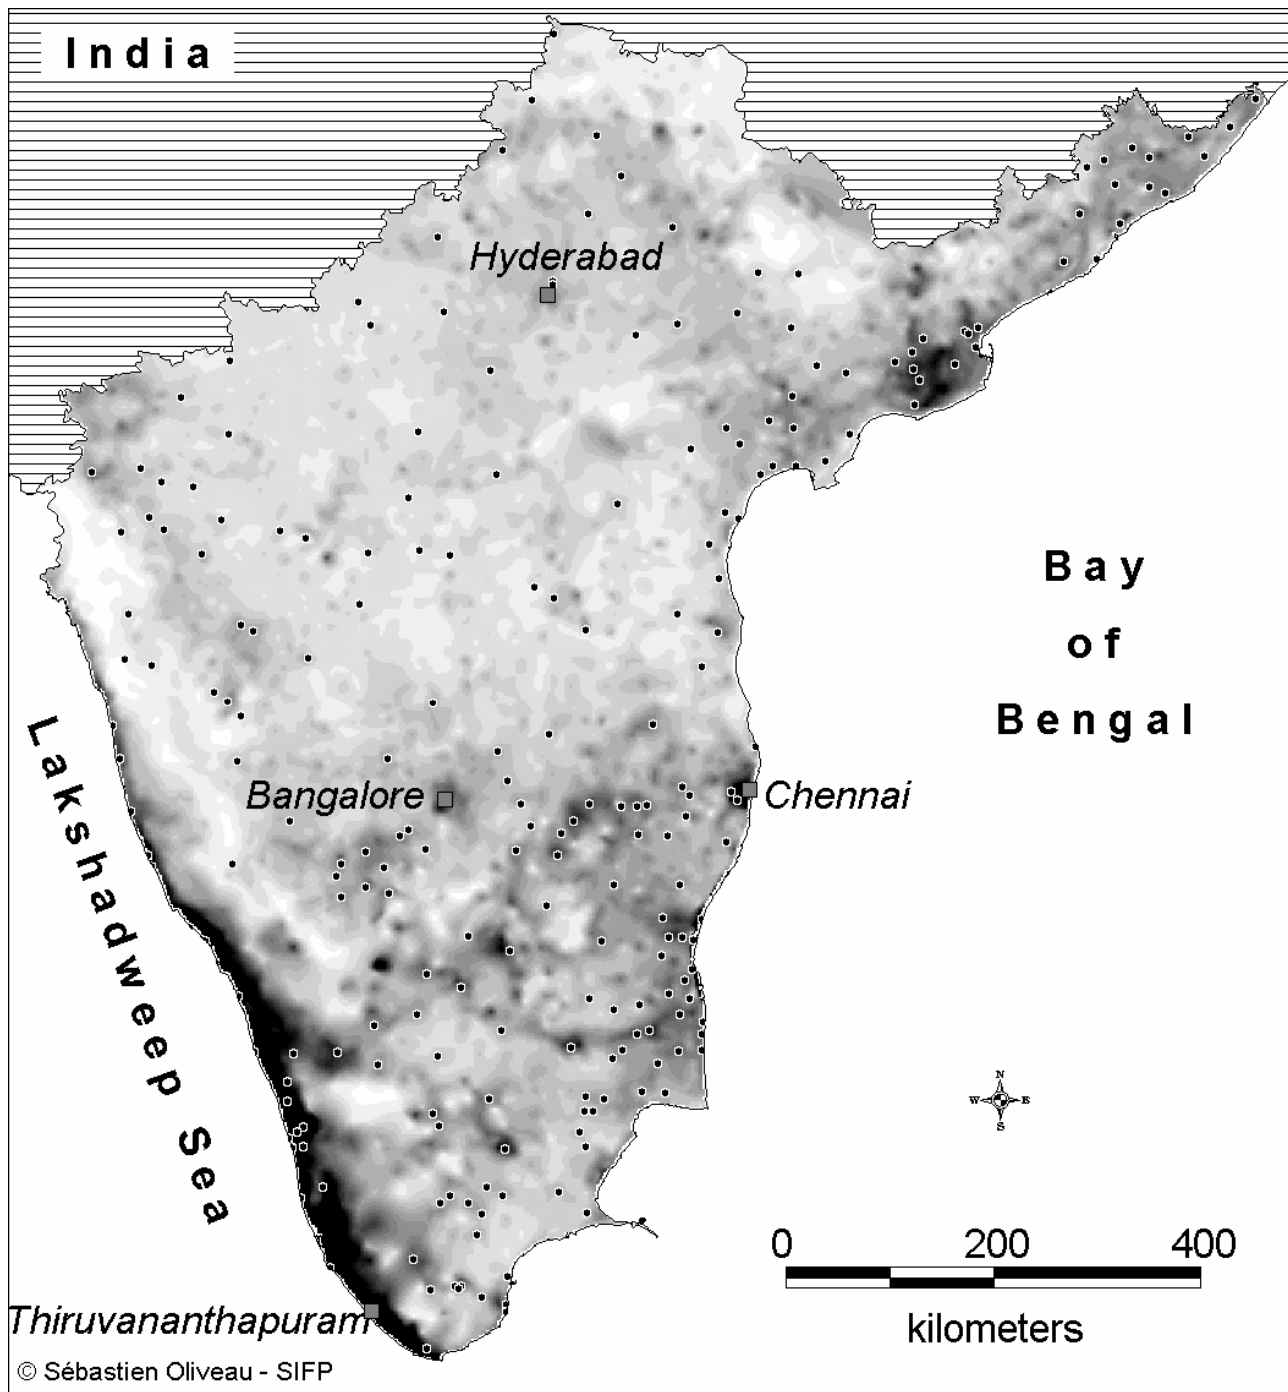 India
Hyderabad
Bay
of
Bengal
Lakshadweep Sea
Bangalore
Chennai
N
W E
S
0 200 400
kilometers
Thiruvananthapuram
© Sébastien Oliveau - SIFP